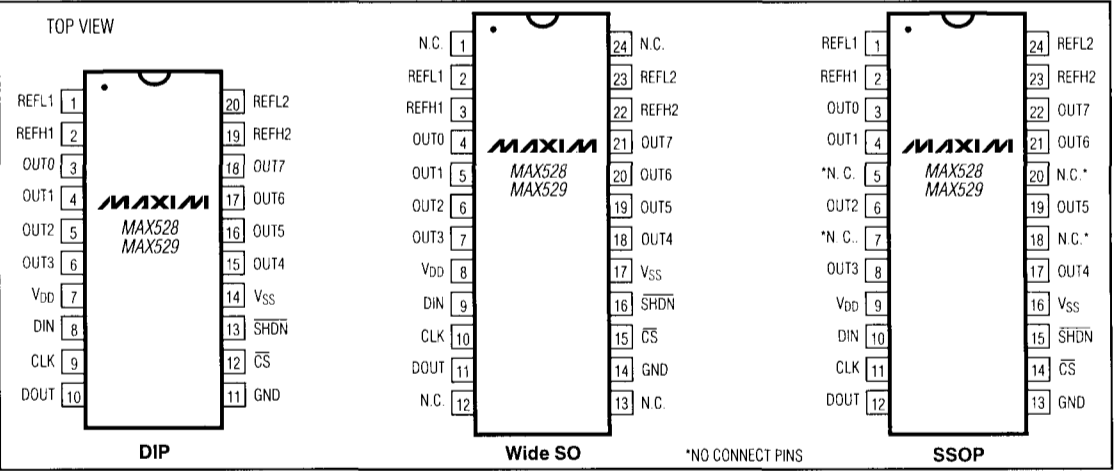 TOP VIEW
REFL1 1
REFH1 2
OUT0 3
OUT1 4
OUT2 5
OUT3 6
VDD 7
DIN 8
CLK 9
DOUT 10
MAXIM
MAX528
MAX529
20 REFL2
19 REFH2
18 OUT7
17 OUT6
16 OUT5
15 OUT4
14 VSS
13 SHDN
12 CS
11 GND
DIP
N.C. 1
REFL1 2
REFH1 3
OUT0 4
OUT1 5
OUT2 6
OUT3 7
VDD 8
DIN 9
CLK 10
DOUT 11
N.C. 12
MAXIM
MAX528
MAX529
24 N.C.
23 REFL2
22 REFH2
21 OUT7
20 OUT6
19 OUT5
18 OUT4
17 VSS
16 SHDN
15 CS
14 GND
13 N.C.
Wide SO
REFL1 1
REFH1 2
OUT0 3
OUT1 4
*N. C. 5
OUT2 6
*N. C.. 7
OUT3 8
VDD 9
DIN 10
CLK 11
DOUT 12
MAXIM
MAX528
MAX529
24 REFL2
23 REFH2
22 OUT7
21 OUT6
20 N.C.*
19 OUT5
18 N.C.*
17 OUT4
16 VSS
15 SHDN
14 CS
13 GND
*NO CONNECT PINS
SSOP